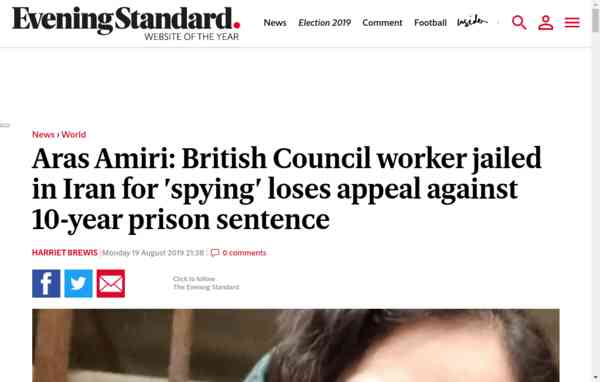 Evening Standard.
WEBSITE OF THE YEAR
News Election 2019 Comment Football Insider
News › World
Aras Amiri: British Council worker jailed
in Iran for 'spying' loses appeal against
10-year prison sentence
HARRIET BREWIS | Monday 19 August 2019 21:38 | 0 comments
Click to follow
The Evening Standard